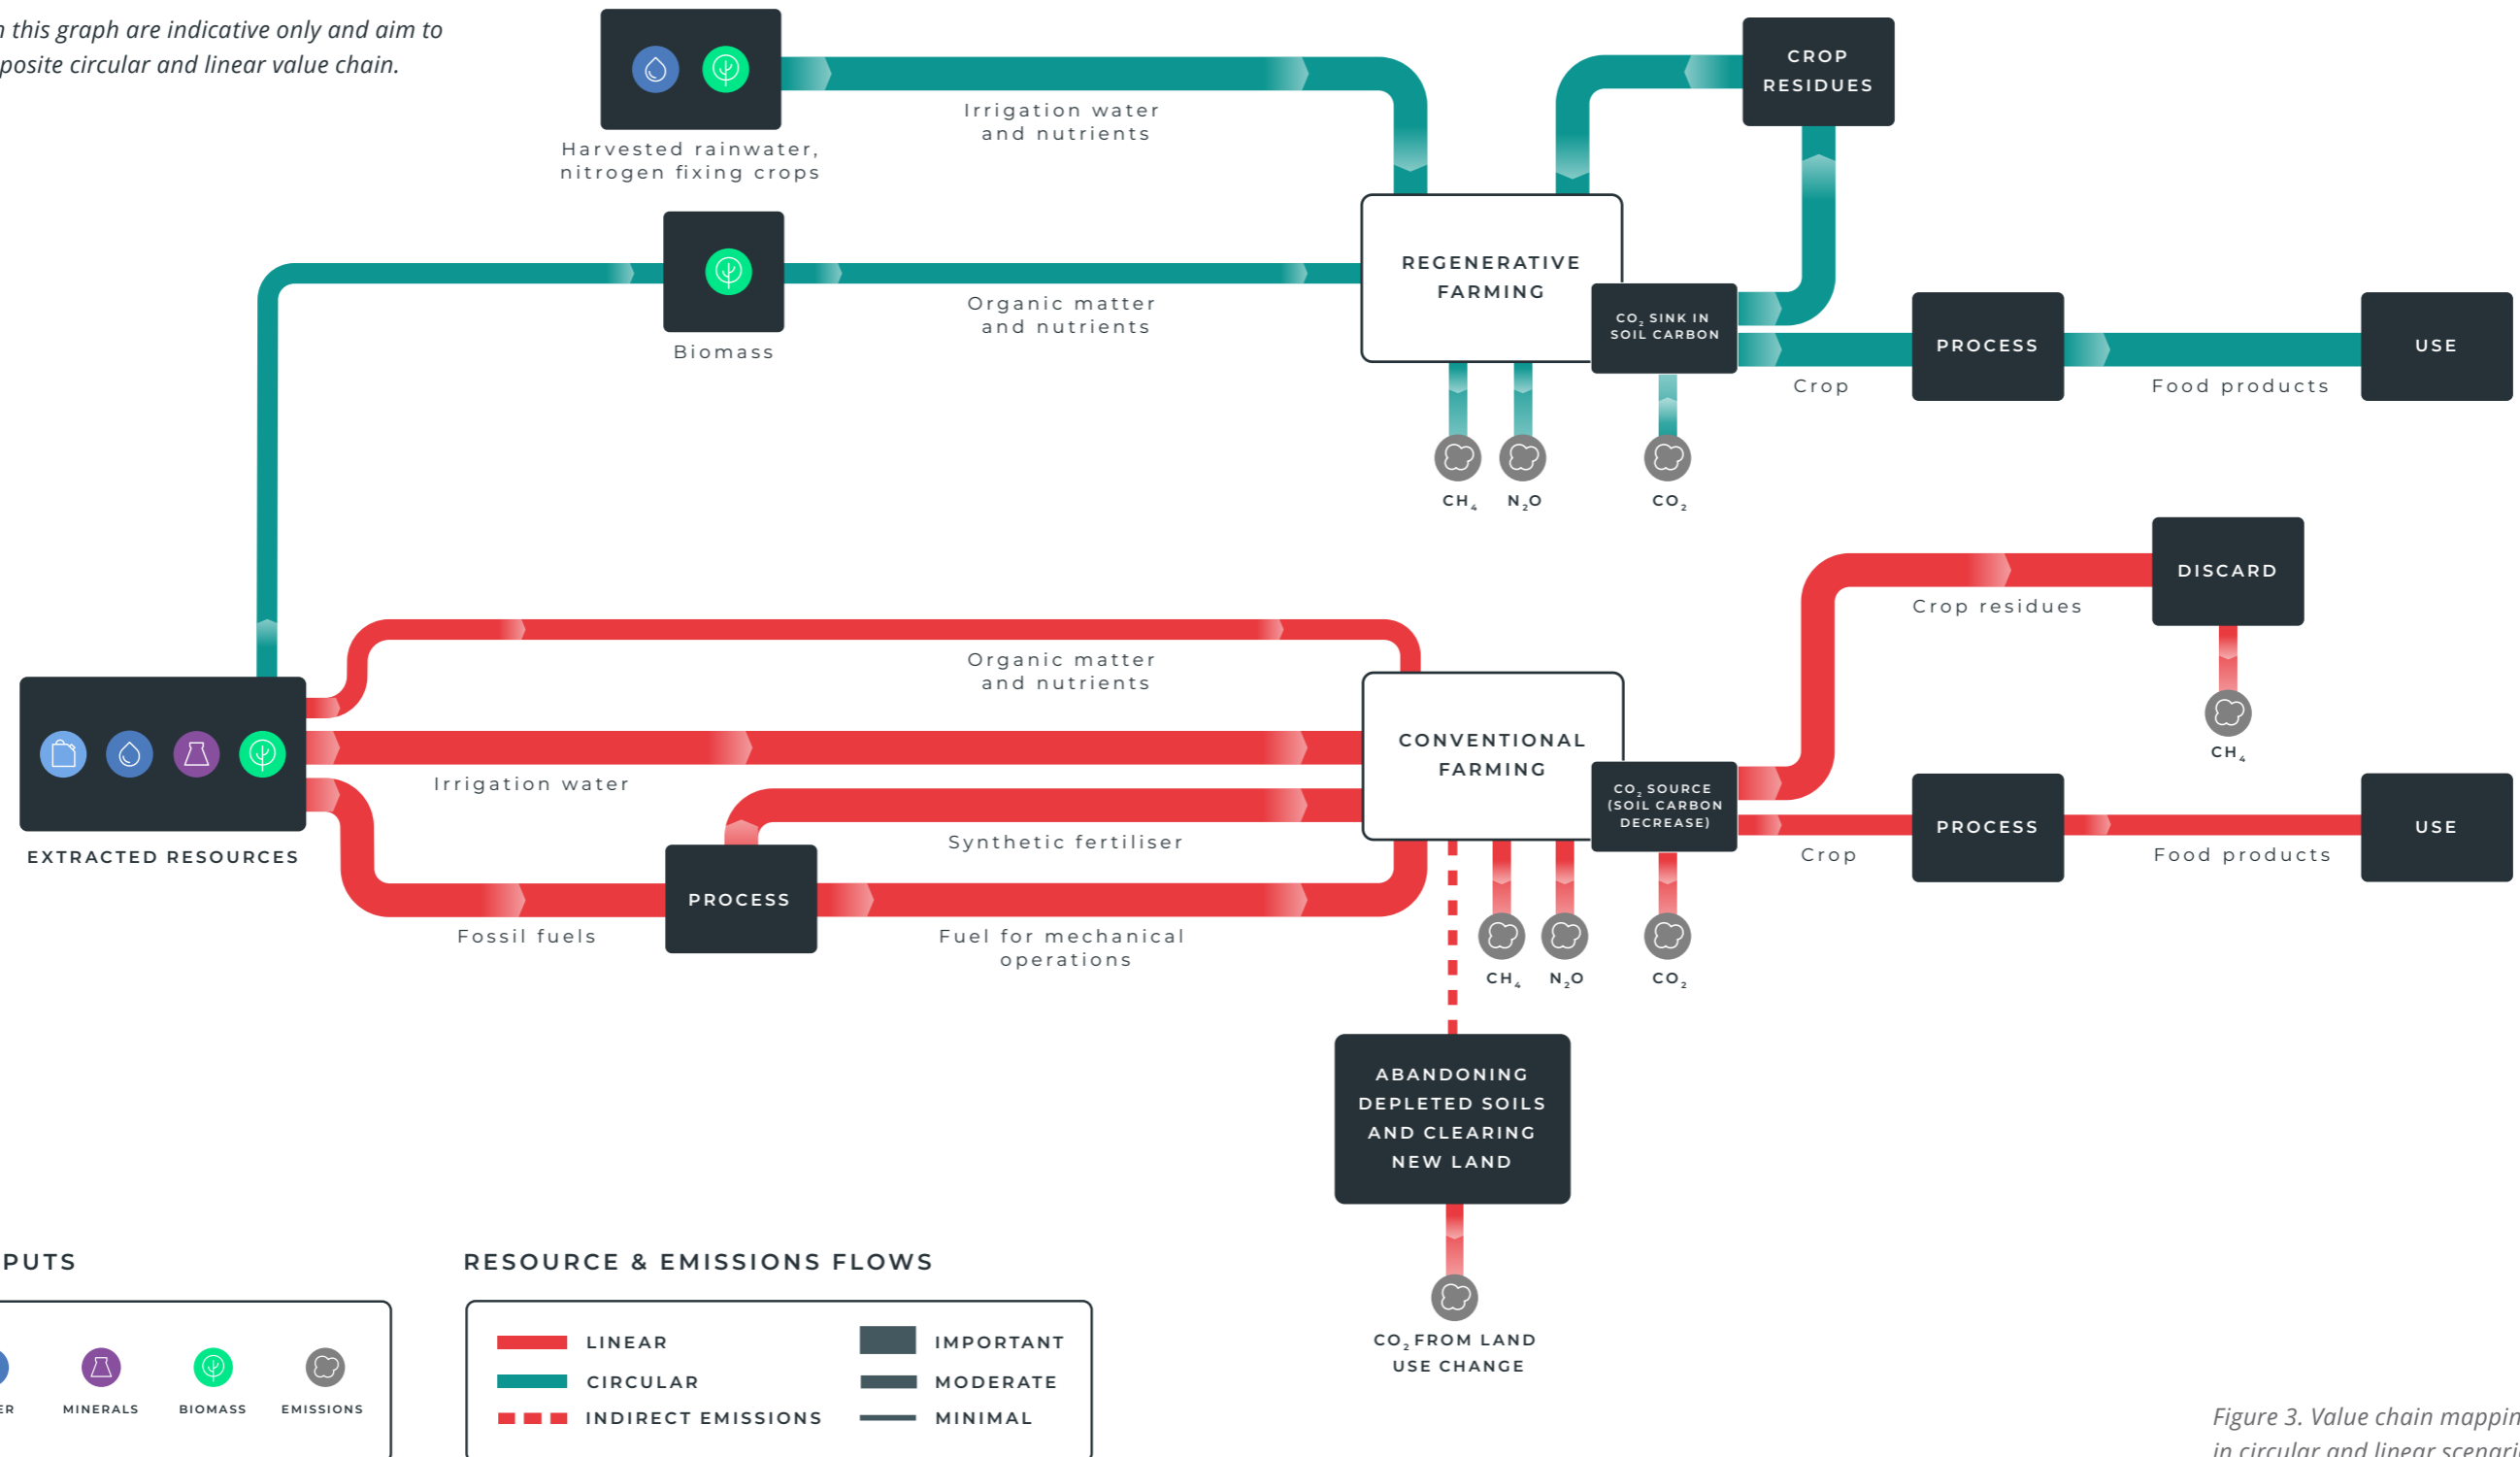 this graph are indicative only and aim to
circular and linear value chain.
Harvested rainwater,
nitrogen fixing crops
Irrigation water
and nutrients
CROP
RESIDUES
Biomass
Organic matter
and nutrients
REGENERATIVE
FARMING
CO₂ SINK IN
SOIL CARBON
Crop
PROCESS
Food products
USE
CH₄
N₂O
CO₂
DISCARD
Crop residues
CH₄
Organic matter
and nutrients
EXTRACTED RESOURCES
Irrigation water
Synthetic fertiliser
Fossil fuels
PROCESS
Fuel for mechanical
operations
CONVENTIONAL
FARMING
CO₂ SOURCE
(SOIL CARBON
DECREASE)
Crop
PROCESS
Food products
USE
CH₄
N₂O
CO₂
ABANDONING
DEPLETED SOILS
AND CLEARING
NEW LAND
CO₂ FROM LAND
USE CHANGE
PUTS
ER
MINERALS
BIOMASS
EMISSIONS
RESOURCE & EMISSIONS FLOWS
LINEAR
CIRCULAR
INDIRECT EMISSIONS
IMPORTANT
MODERATE
MINIMAL
Figure 3. Value chain mappin
in circular and linear scenari